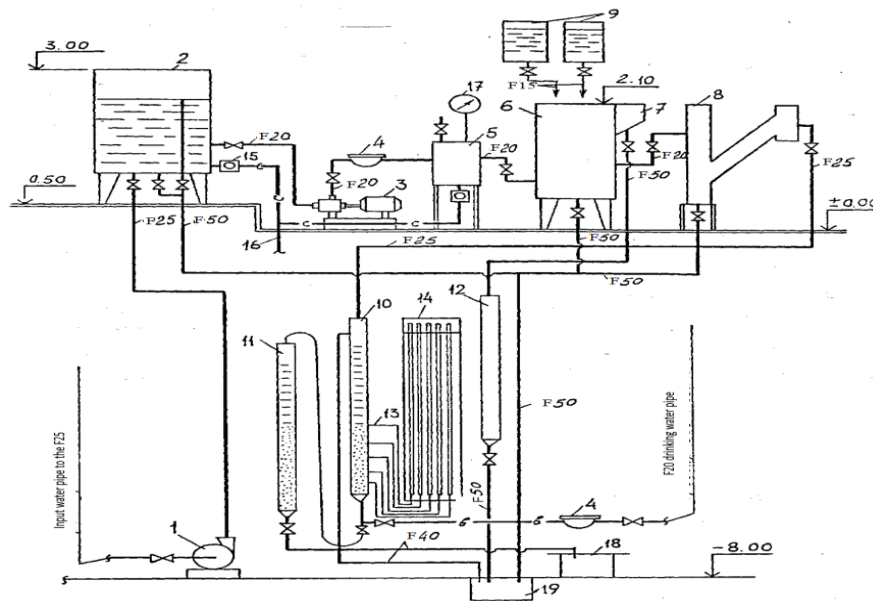 3.00
2
0.50
F20
15
F25
F50
16
17
4
5
F20
3
F20
9
F15
6
2.10
7
8
F20
F50
F25
±0.00
F25
F50
F50
10
14
12
11
13
F50
F50
Input water pipe to the F25
F20 drinking water pipe
4
б
б
c
c
c
1
F40
18
-8.00
19